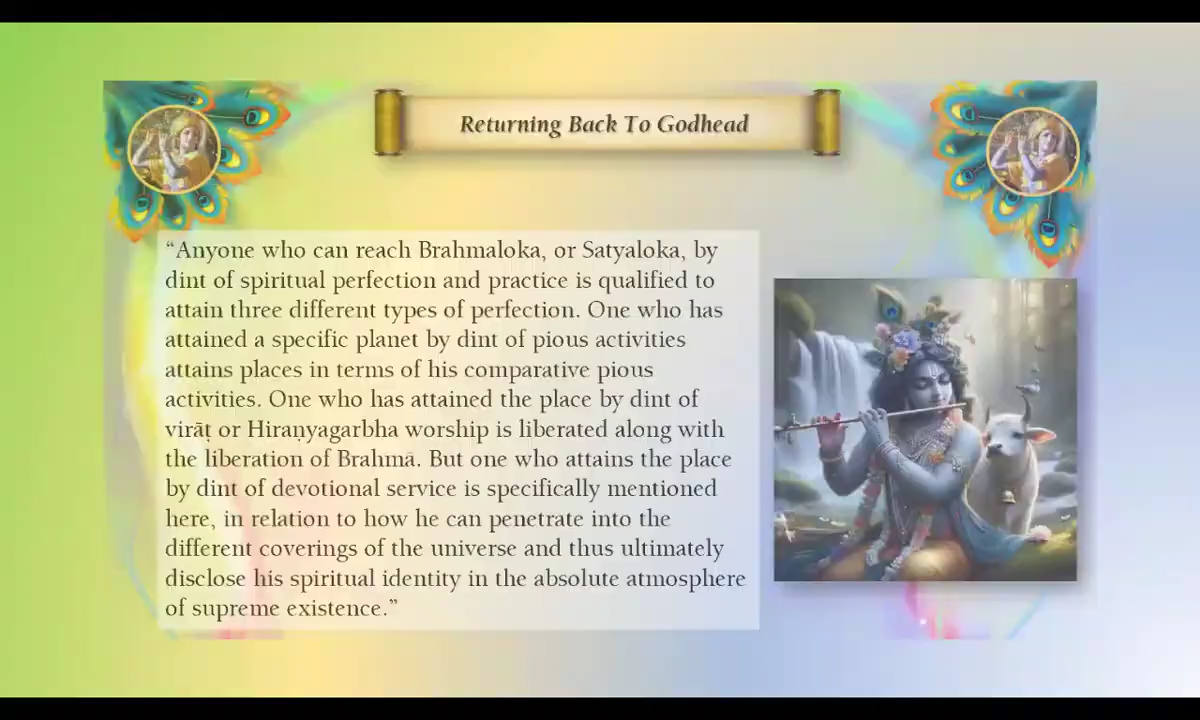 Returning Back To Godhead
“Anyone who can reach Brahmaloka, or Satyaloka, by
dint of spiritual perfection and practice is qualified to
attain three different types of perfection. One who has
attained a specific planet by dint of pious activities
attains places in terms of his comparative pious
activities. One who has attained the place by dint of
virāṭ or Hiraṇyagarbha worship is liberated along with
the liberation of Brahmā. But one who attains the place
by dint of devotional service is specifically mentioned
here, in relation to how he can penetrate into the
different coverings of the universe and thus ultimately
disclose his spiritual identity in the absolute atmosphere
of supreme existence.”